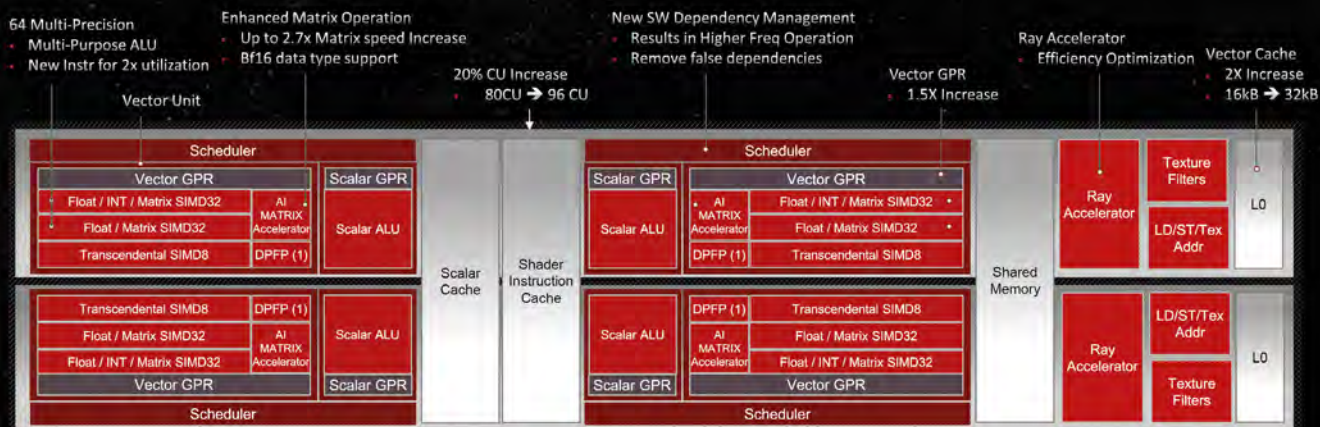 64 Multi-Precision
• Multi-Purpose ALU
• New Instr for 2x utilization
Vector Unit
Enhanced Matrix Operation
• Up to 2.7x Matrix speed Increase
• Bf16 data type support
20% CU Increase
• 80CU → 96 CU
New SW Dependency Management
• Results in Higher Freq Operation
• Remove false dependencies
Vector GPR
• 1.5X Increase
Ray Accelerator
• Efficiency Optimization
Vector Cache
• 2X Increase
• 16kB → 32kB
Scheduler
Vector GPR
Scalar GPR
Float / INT / Matrix SIMD32
Float / Matrix SIMD32
AI
MATRIX
Accelerator
Scalar ALU
Transcendental SIMD8
DPFP (1)
Transcendental SIMD8
DPFP (1)
Float / Matrix SIMD32
Float / INT / Matrix SIMD32
AI
MATRIX
Accelerator
Scalar ALU
Vector GPR
Scalar GPR
Scheduler
Scalar
Cache
Shader
Instruction
Cache
Scheduler
Scalar GPR
Vector GPR
Scalar ALU
AI
MATRIX
Accelerator
Float / INT / Matrix SIMD32
Float / Matrix SIMD32
DPFP (1)
Transcendental SIMD8
Scalar ALU
DPFP (1)
Transcendental SIMD8
AI
MATRIX
Accelerator
Float / Matrix SIMD32
Float / INT / Matrix SIMD32
Scalar GPR
Vector GPR
Scheduler
Shared
Memory
Ray
Accelerator
Texture
Filters
LD/ST/Tex
Addr
L0
Ray
Accelerator
LD/ST/Tex
Addr
Texture
Filters
L0